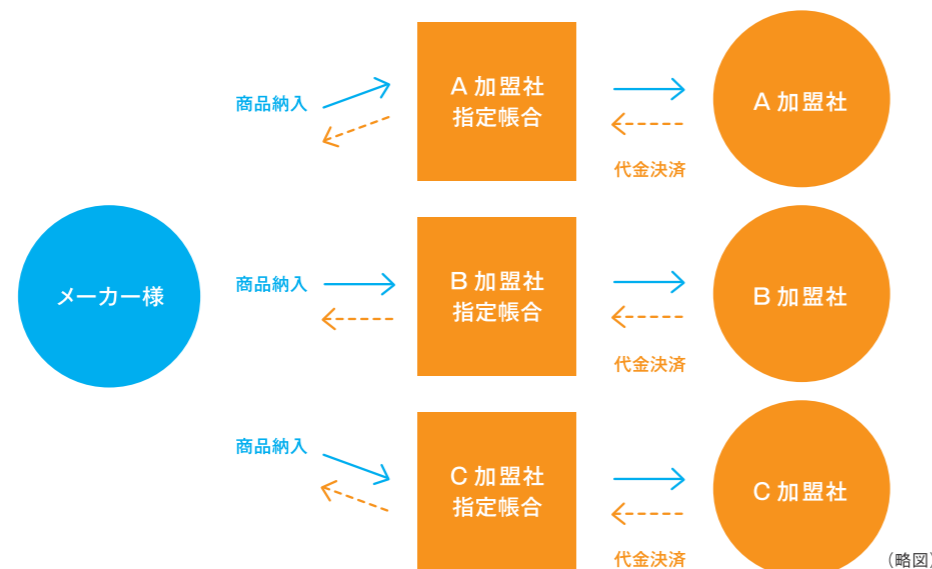 商品納入
A 加盟社
指定帳合
A 加盟社
代金決済
メーカー様
商品納入
B 加盟社
指定帳合
B 加盟社
代金決済
商品納入
C 加盟社
指定帳合
C 加盟社
代金決済
(略図)